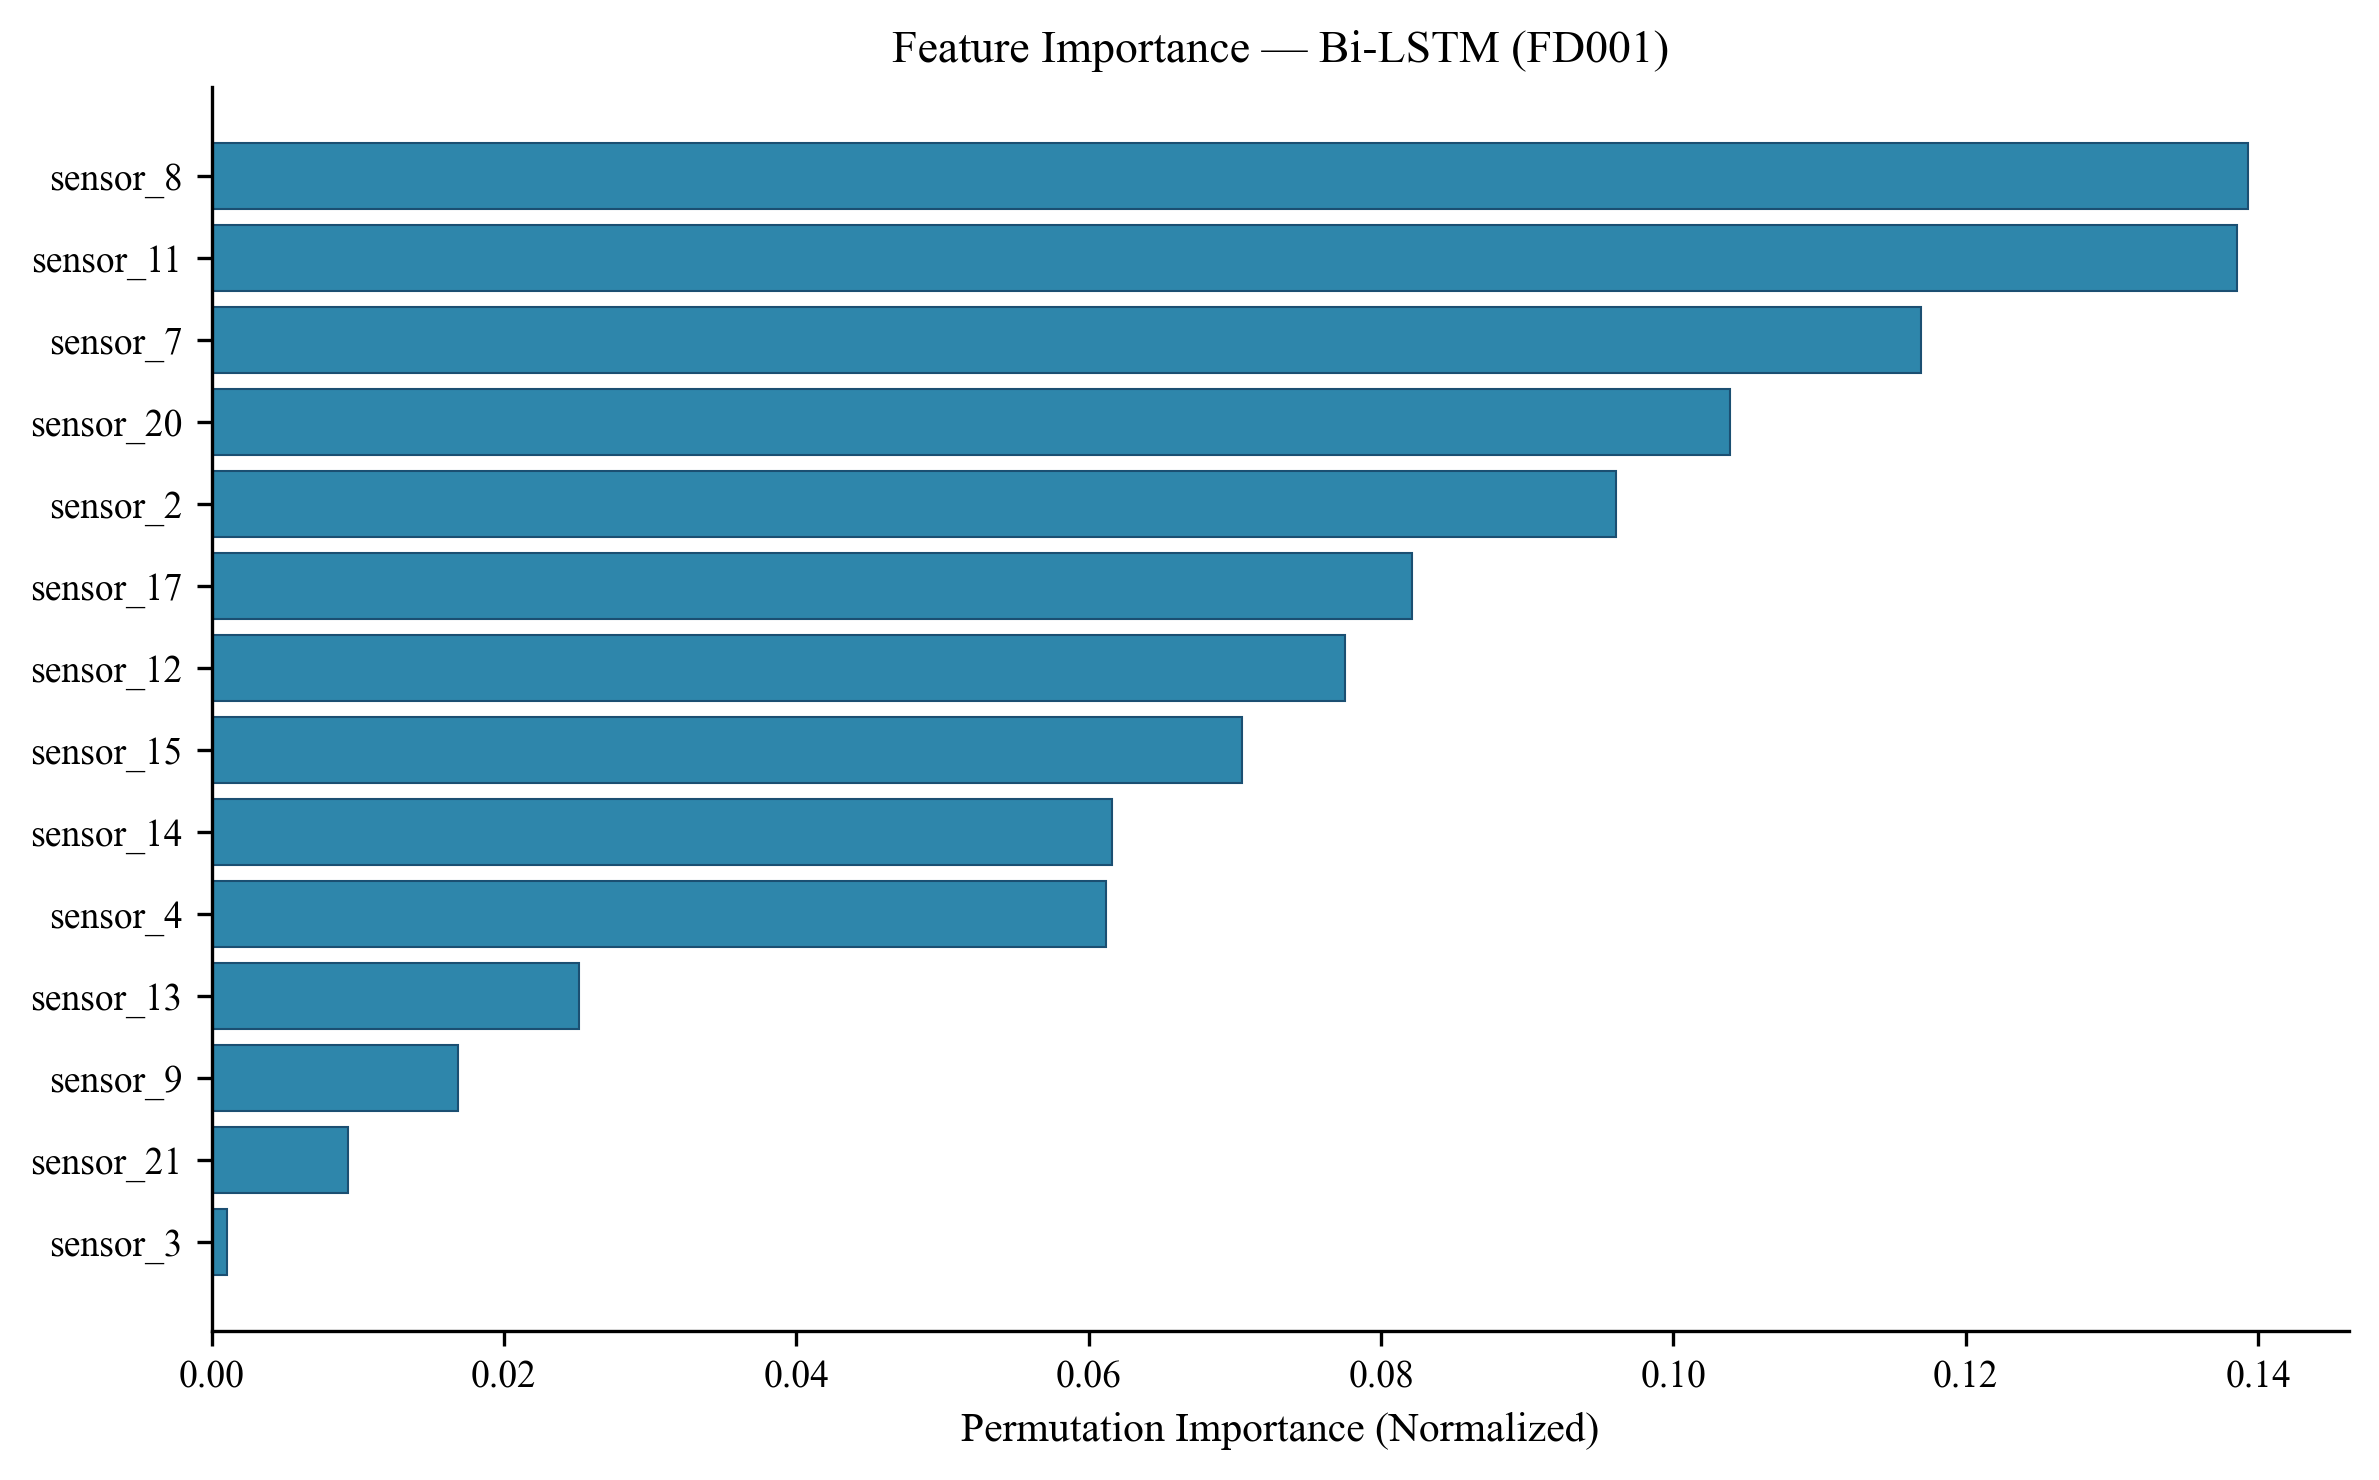 Feature Importance — Bi-LSTM (FD001)
sensor_8
sensor_11
sensor_7
sensor_20
sensor_2
sensor_17
sensor_12
sensor_15
sensor_14
sensor_4
sensor_13
sensor_9
sensor_21
sensor_3
0.00 0.02 0.04 0.06 0.08 0.10 0.12 0.14
Permutation Importance (Normalized)